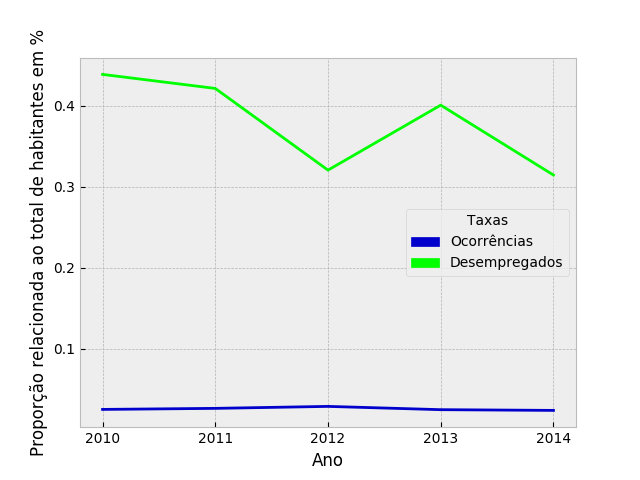 Proporção relacionada ao total de habitantes em %
0.4
0.3
0.2
0.1
Taxas
Ocorrências
Desempregados
2010 2011 2012 2013 2014
Ano